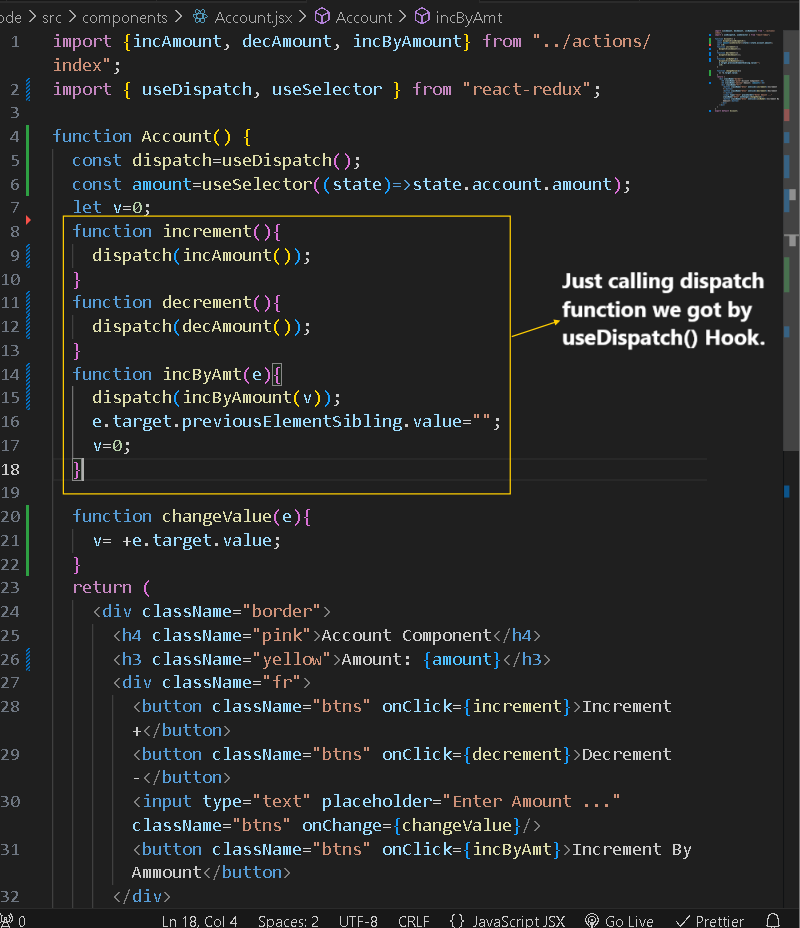 ode > src > components > Account.jsx > Account > incByAmt
1 import {incAmount, decAmount, incByAmount} from "../actions/
index";
2 import { useDispatch, useSelector } from "react-redux";
3
4 function Account() {
5 const dispatch=useDispatch();
6 const amount=useSelector((state)=>state.account.amount);
7 let v=0;
8 function increment(){
9 dispatch(incAmount());
10 }
11 function decrement(){
12 dispatch(decAmount());
13 }
14 function incByAmt(e){
15 dispatch(incByAmount(v));
16 e.target.previousElementSibling.value="";
17 v=0;
18 }
19
Just calling dispatch
function we got by
useDispatch() Hook.
20 function changeValue(e){
21 v= +e.target.value;
22 }
23 return (
24 <div className="border">
25 <h4 className="pink">Account Component</h4>
26 <h3 className="yellow">Amount: {amount}</h3>
27 <div className="fr">
28 <button className="btns" onClick={increment}>Increment
+</button>
29 <button className="btns" onClick={decrement}>Decrement
-</button>
30 <input type="text" placeholder="Enter Amount ..."
className="btns" onChange={changeValue}/>
31 <button className="btns" onClick={incByAmt}>Increment By
Ammount</button>
32 </div>
0 Ln 18, Col 4 Spaces: 2 UTF-8 CRLF {} JavaScript JSX Go Live Prettier